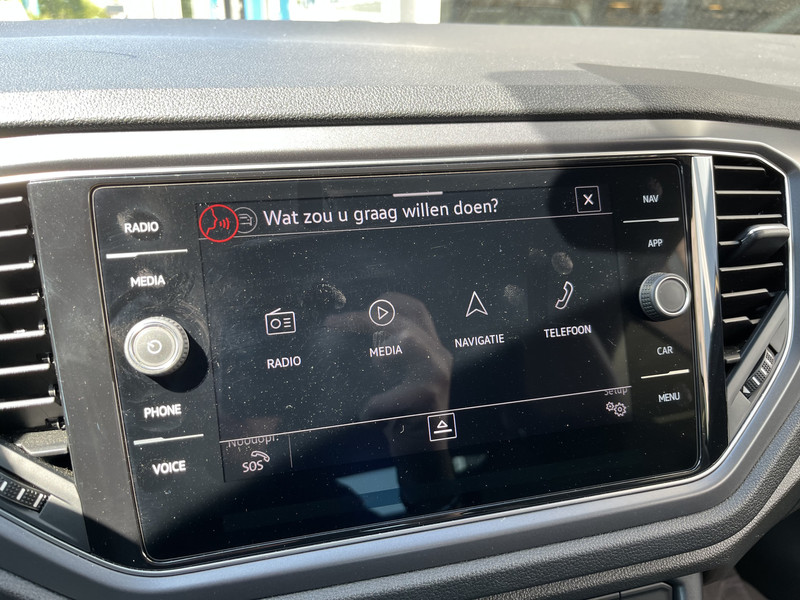 RADIO
MEDIA
PHONE
VOICE
Wat zou u graag willen doen?
RADIO
MEDIA
NAVIGATIE
TELEFOON
Noodopr.
SOS
Setup
NAV
APP
CAR
MENU